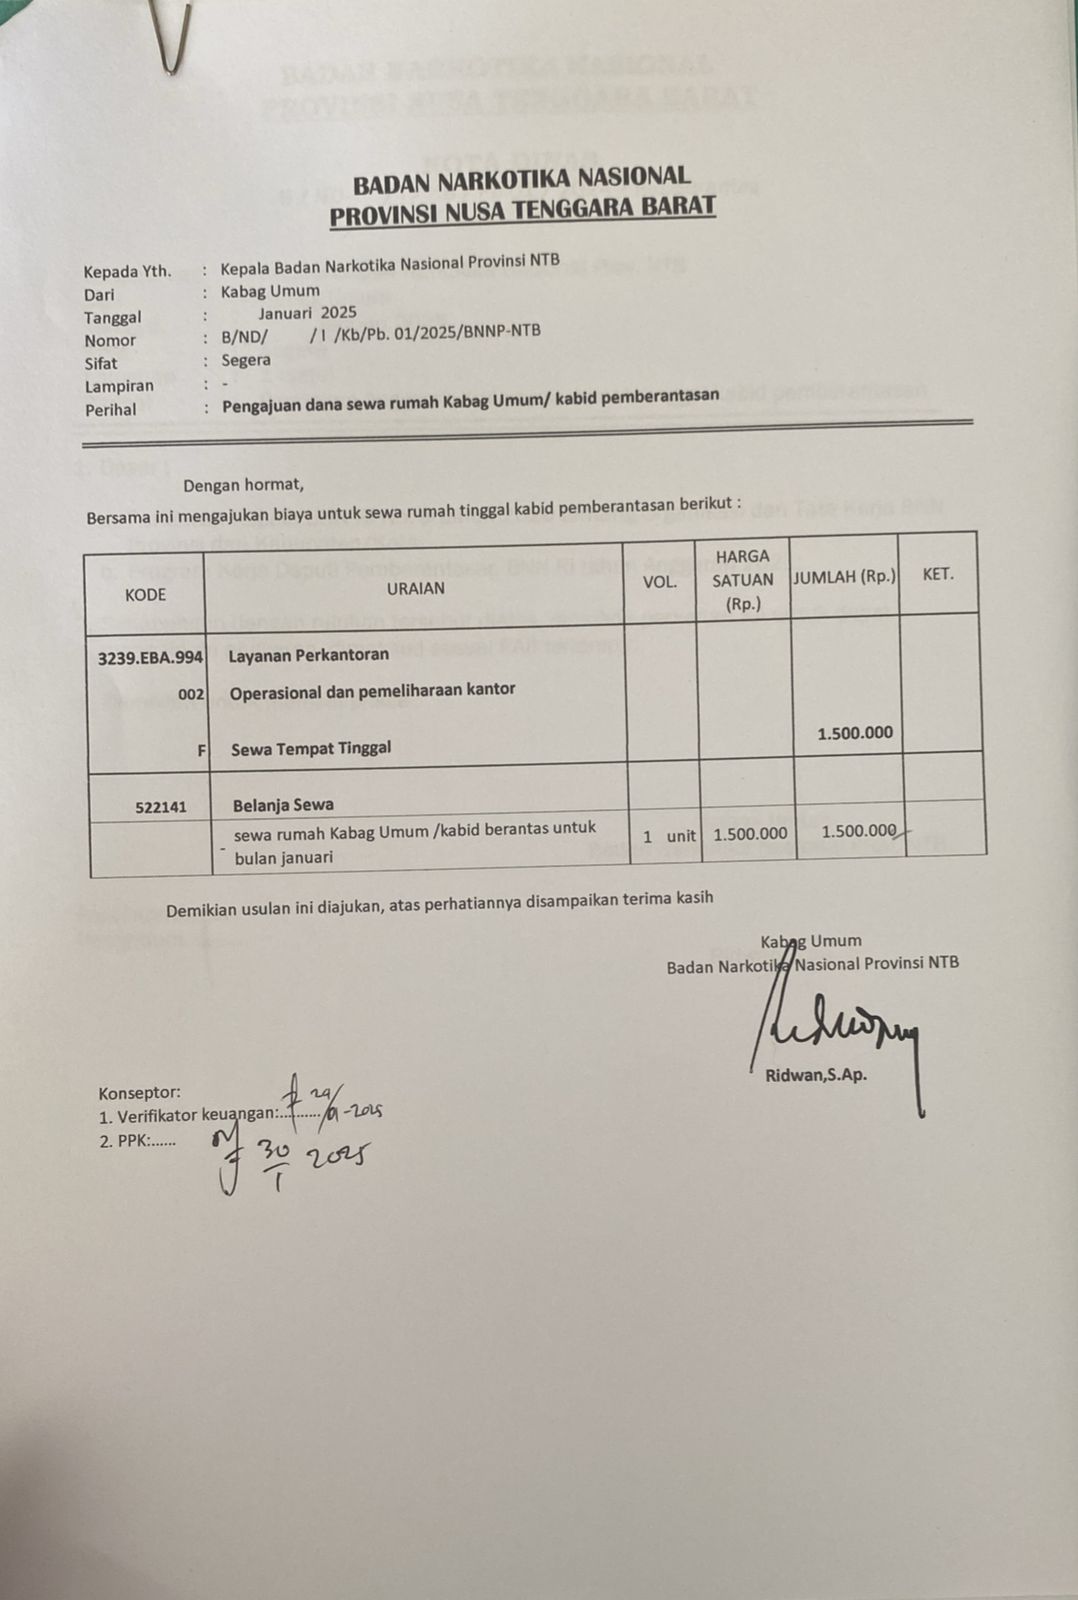 BADAN NARKOTIKA NASIONAL
PROVINSI NUSA TENGGARA BARAT
Kepada Yth. : Kepala Badan Narkotika Nasional Provinsi NTB
Dari : Kabag Umum
Tanggal : Januari 2025
Nomor : B/ND/ / I /Kb/Pb. 01/2025/BNNP-NTB
Sifat : Segera
Lampiran : -
Perihal : Pengajuan dana sewa rumah Kabag Umum/ kabid pemberantasan
Dengan hormat,
Bersama ini mengajukan biaya untuk sewa rumah tinggal kabid pemberantasan berikut :
KODE URAIAN VOL. HARGA SATUAN (Rp.) JUMLAH (Rp.) KET.
3239.EBA.994 Layanan Perkantoran
002 Operasional dan pemeliharaan kantor
F Sewa Tempat Tinggal 1.500.000
522141 Belanja Sewa
- sewa rumah Kabag Umum /kabid berantas untuk bulan januari 1 unit 1.500.000 1.500.000
Demikian usulan ini diajukan, atas perhatiannya disampaikan terima kasih
Kabag Umum
Badan Narkotika Nasional Provinsi NTB
Ridwan,S.Ap.
Konseptor:
1. Verifikator keuangan:.......... 29/01-2025
2. PPK:...... 30/1 2025